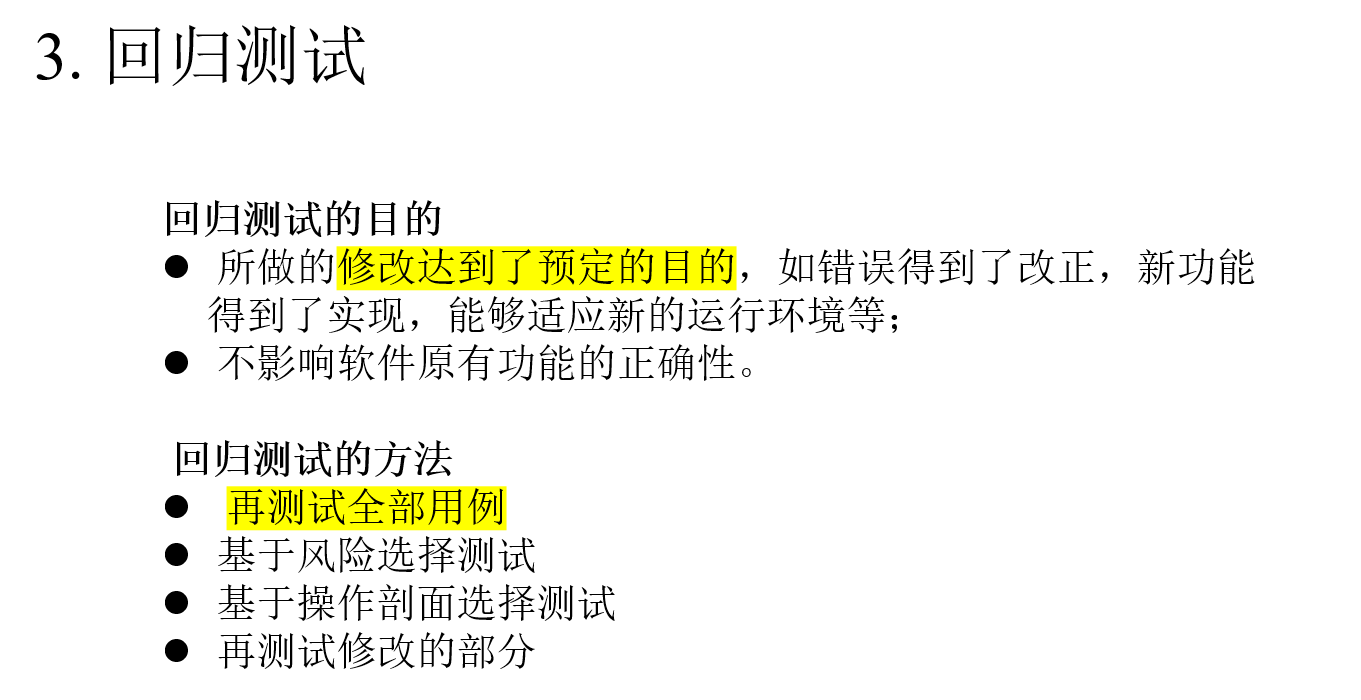 3. 回归测试
回归测试的目的
● 所做的修改达到了预定的目的，如错误得到了改正，新功能
得到了实现，能够适应新的运行环境等；
● 不影响软件原有功能的正确性。
回归测试的方法
● 再测试全部用例
● 基于风险选择测试
● 基于操作剖面选择测试
● 再测试修改的部分